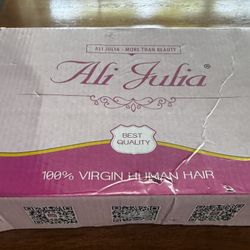 ALI JULIA - MORE THAN BEAUTY
Ali Julia®
BEST
QUALITY
100% VIRGIN HUMAN HAIR